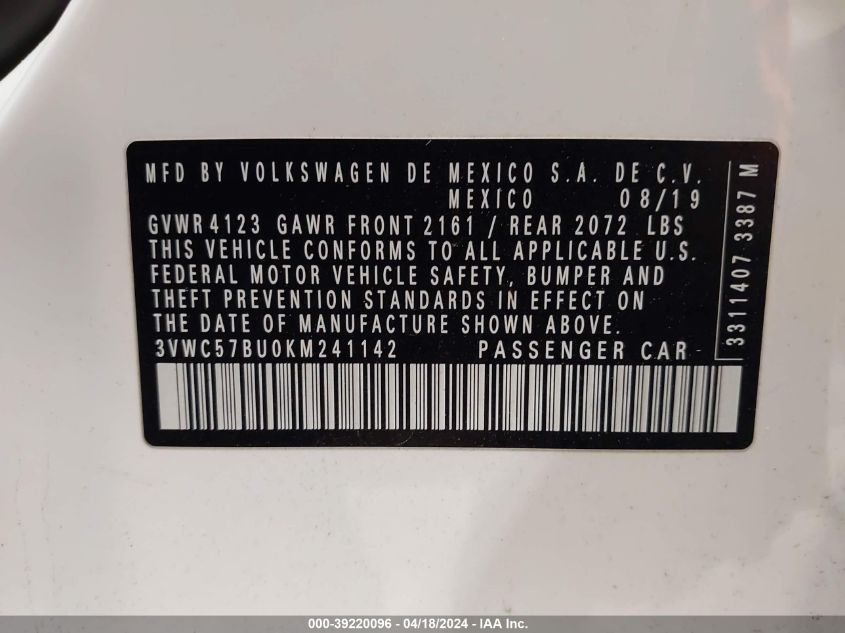 MFD BY VOLKSWAGEN DE MEXICO S.A. DE C.V.
MEXICO 08/19
GVWR 4123 GAWR FRONT 2161 / REAR 2072 LBS
THIS VEHICLE CONFORMS TO ALL APPLICABLE U.S.
FEDERAL MOTOR VEHICLE SAFETY, BUMPER AND
THEFT PREVENTION STANDARDS IN EFFECT ON
THE DATE OF MANUFACTURE SHOWN ABOVE.
3VWC57BU0KM241142 PASSENGER CAR
3311407 3387 M
000-39220096 - 04/18/2024 - IAA Inc.